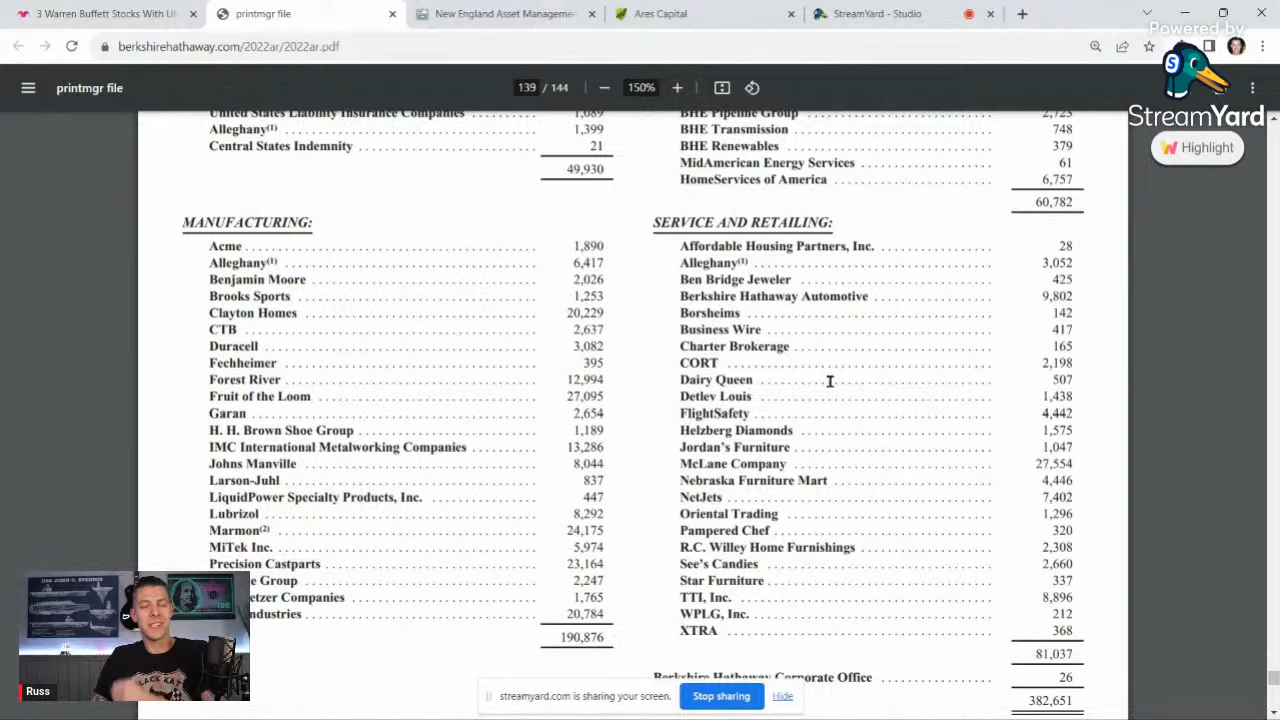 3 Warren Buffett Stocks With Ul
printmgr file
New England Asset Manageme
Ares Capital
StreamYard - Studio
berkshirehathaway.com/2022ar/2022ar.pdf
Powered by
StreamYard
printmgr file
139 / 144
150%
Highlight
United States Liability Insurance Companies 1,089
Alleghany(1) 1,399
Central States Indemnity 21
49,930
BHE Pipeline Group 2,723
BHE Transmission 748
BHE Renewables 379
MidAmerican Energy Services 61
HomeServices of America 6,757
60,782
MANUFACTURING:
Acme 1,890
Alleghany(1) 6,417
Benjamin Moore 2,026
Brooks Sports 1,253
Clayton Homes 20,229
CTB 2,637
Duracell 3,082
Fechheimer 395
Forest River 12,994
Fruit of the Loom 27,095
Garan 2,654
H. H. Brown Shoe Group 1,189
IMC International Metalworking Companies 13,286
Johns Manville 8,044
Larson-Juhl 837
LiquidPower Specialty Products, Inc. 447
Lubrizol 8,292
Marmon(2) 24,175
MiTek Inc. 5,974
Precision Castparts 23,164
e Group 2,247
etzer Companies 1,765
ndustries 20,784
190,876
SERVICE AND RETAILING:
Affordable Housing Partners, Inc. 28
Alleghany(1) 3,052
Ben Bridge Jeweler 425
Berkshire Hathaway Automotive 9,802
Borsheims 142
Business Wire 417
Charter Brokerage 165
CORT 2,198
Dairy Queen 507
Detlev Louis 1,438
FlightSafety 4,442
Helzberg Diamonds 1,575
Jordan's Furniture 1,047
McLane Company 27,554
Nebraska Furniture Mart 4,446
NetJets 7,402
Oriental Trading 1,296
Pampered Chef 320
R.C. Willey Home Furnishings 2,308
See's Candies 2,660
Star Furniture 337
TTI, Inc. 8,896
WPLG, Inc. 212
XTRA 368
81,037
Berkshire Hathaway Corporate Office 26
382,651
USS JOHN C. STENNIS
BLACK
Russ
streamyard.com is sharing your screen.
Stop sharing
Hide